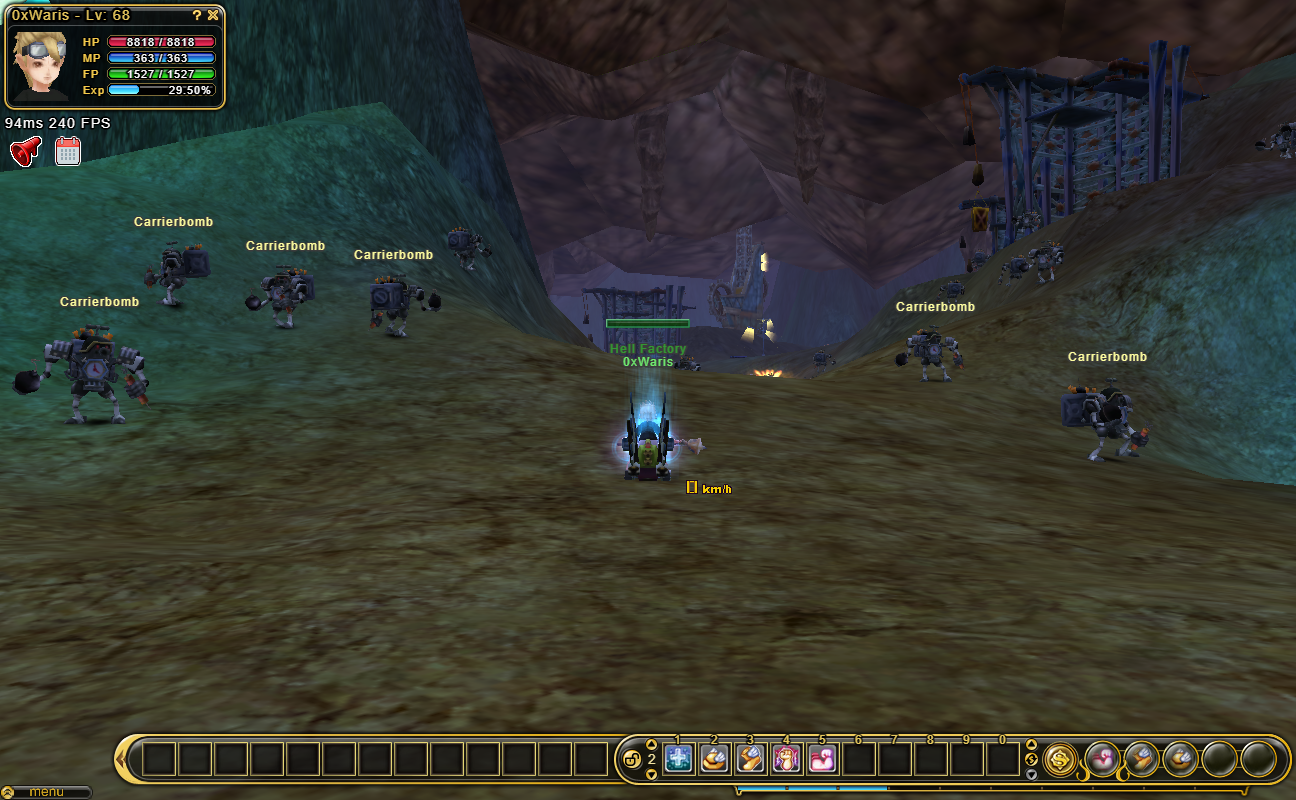 0xWaris - Lv: 68 ?
HP 8818 / 8818
MP 363 / 363
FP 1527 / 1527
Exp 29.50%
94ms 240 FPS
Carrierbomb
Carrierbomb
Carrierbomb
Carrierbomb
Carrierbomb
Carrierbomb
Hell Factory
0xWaris
0 km/h
1 2 3 4 5 6 7 8 9 0
2
menu